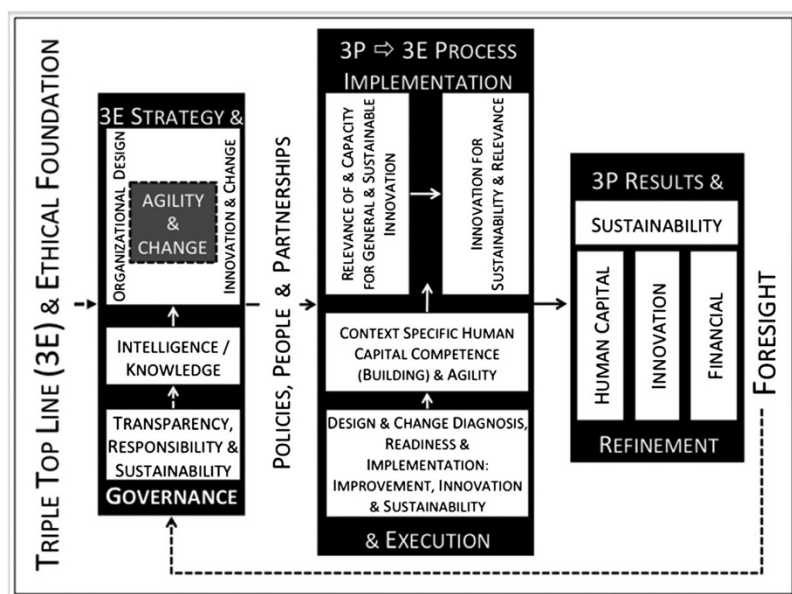 TRIPLE TOP LINE (3E) & ETHICAL FOUNDATION
3E STRATEGY &
ORGANIZATIONAL DESIGN
AGILITY
&
CHANGE
INNOVATION & CHANGE
INTELLIGENCE /
KNOWLEDGE
TRANSPARENCY,
RESPONSIBILITY &
SUSTAINABILITY
GOVERNANCE
POLICIES, PEOPLE & PARTNERSHIPS
3P ⇨ 3E PROCESS
IMPLEMENTATION
RELEVANCE OF & CAPACITY
FOR GENERAL & SUSTAINABLE
INNOVATION
INNOVATION FOR
SUSTAINABILITY & RELEVANCE
CONTEXT SPECIFIC HUMAN
CAPITAL COMPETENCE
(BUILDING) & AGILITY
DESIGN & CHANGE DIAGNOSIS,
READINESS &
IMPLEMENTATION:
IMPROVEMENT, INNOVATION
& SUSTAINABILITY
& EXECUTION
3P RESULTS &
SUSTAINABILITY
HUMAN CAPITAL
INNOVATION
FINANCIAL
REFINEMENT
FORESIGHT